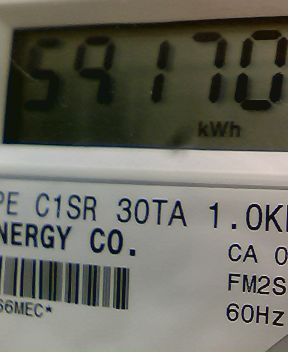 59170
kWh
PE C1SR 30TA 1.0K
NERGY CO.
CA 0
FM2S
66MEC*
60Hz